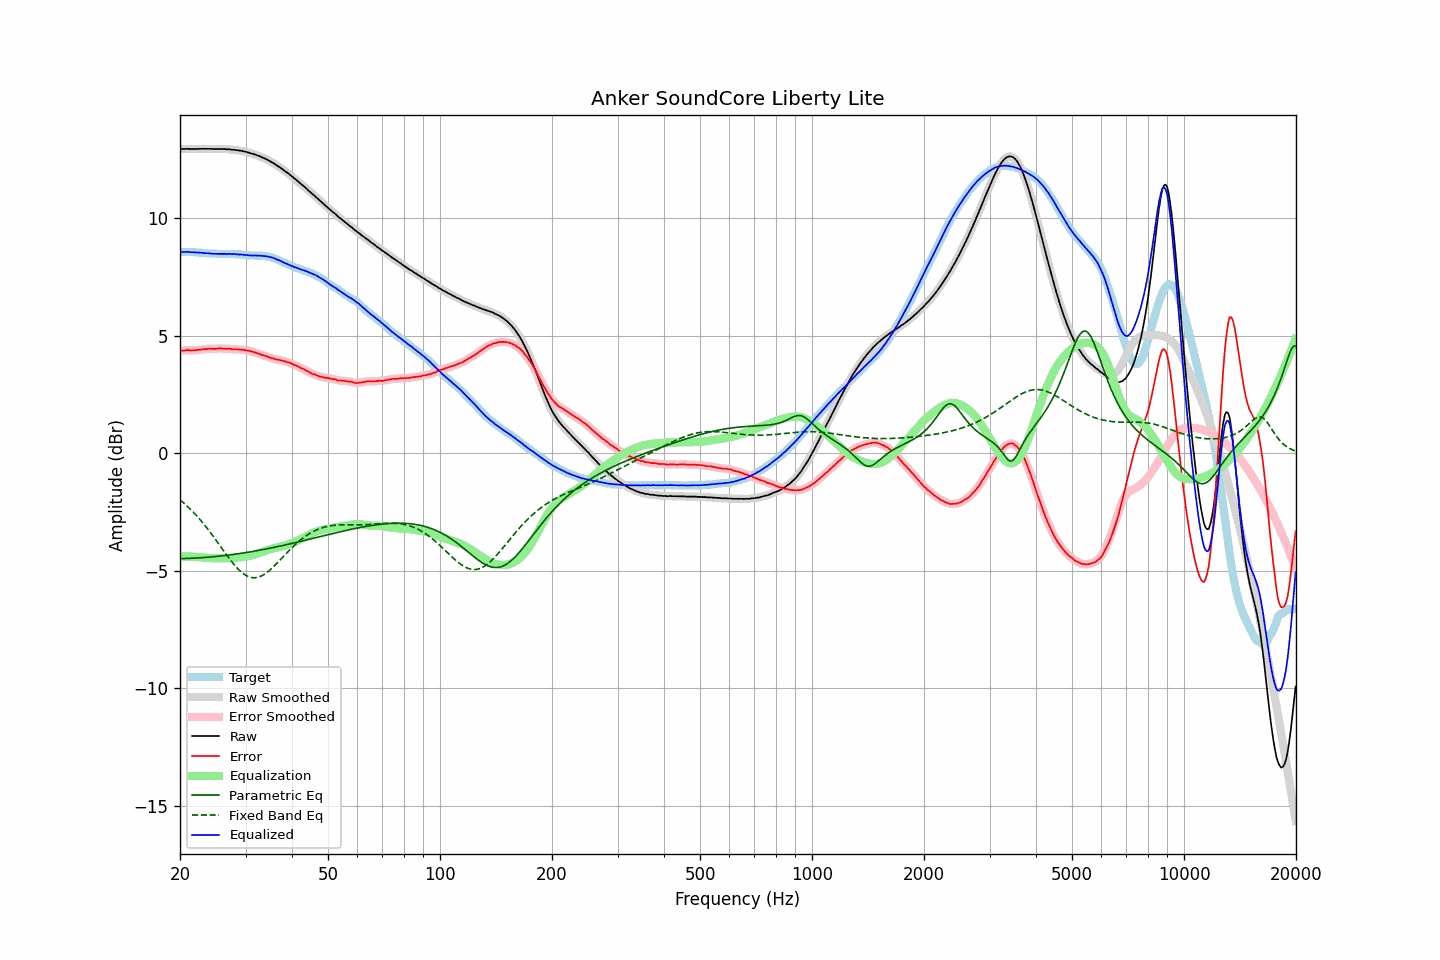 Anker SoundCore Liberty Lite
Amplitude (dBr)
10
5
0
−5
−10
−15
Target
Raw Smoothed
Error Smoothed
Raw
Error
Equalization
Parametric Eq
Fixed Band Eq
Equalized
20 50 100 200 500 1000 2000 5000 10000 20000
Frequency (Hz)